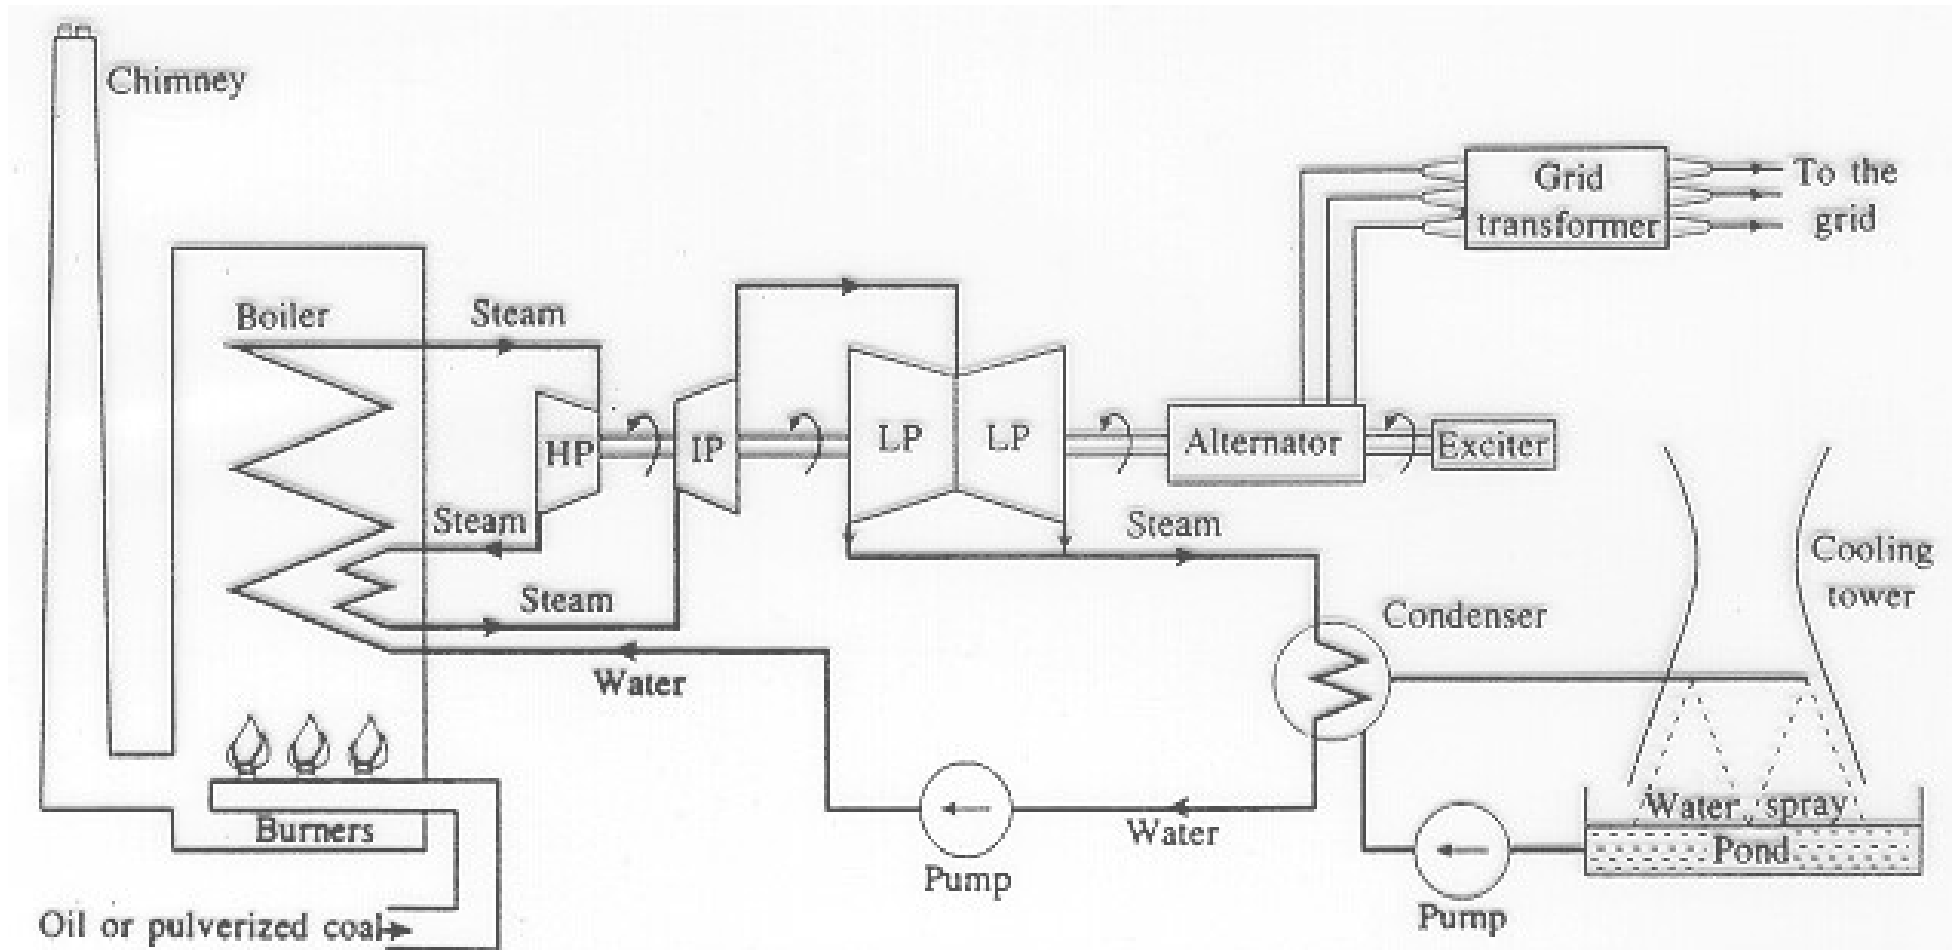 Chimney
Grid
transformer
To the
grid
Boiler
Steam
HP
IP
LP
LP
Alternator
Exciter
Steam
Steam
Steam
Cooling
tower
Condenser
Water
Burners
Water
Water spray
Pond
Pump
Pump
Oil or pulverized coal